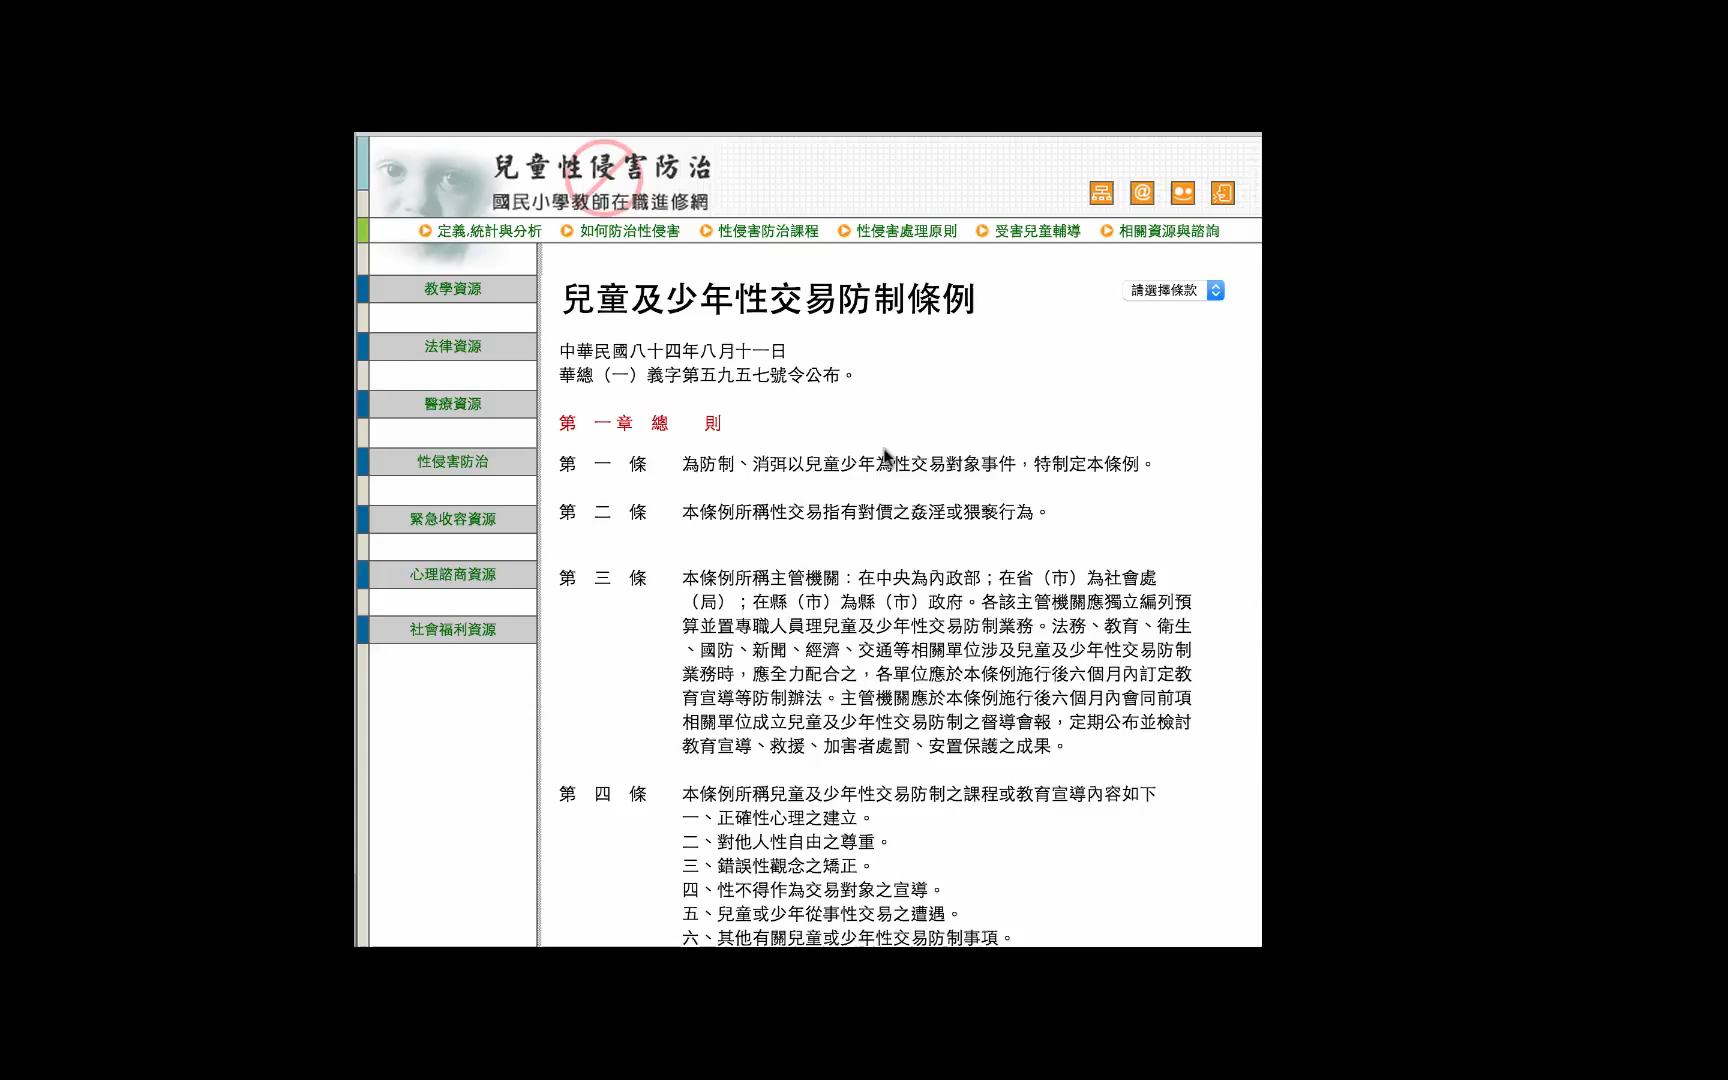 兒童性侵害防治
國民小學教師在職進修網
定義,統計與分析 如何防治性侵害 性侵害防治課程 性侵害處理原則 受害兒童輔導 相關資源與諮詢
教學資源
法律資源
醫療資源
性侵害防治
緊急收容資源
心理諮商資源
社會福利資源
兒童及少年性交易防制條例
請選擇條款
中華民國八十四年八月十一日
華總（一）義字第五九五七號令公布。
第 一 章 總 則
第 一 條 為防制、消弭以兒童少年為性交易對象事件，特制定本條例。
第 二 條 本條例所稱性交易指有對價之姦淫或猥褻行為。
第 三 條 本條例所稱主管機關：在中央為內政部；在省（市）為社會處
（局）；在縣（市）為縣（市）政府。各該主管機關應獨立編列預
算並置專職人員理兒童及少年性交易防制業務。法務、教育、衛生
、國防、新聞、經濟、交通等相關單位涉及兒童及少年性交易防制
業務時，應全力配合之，各單位應於本條例施行後六個月內訂定教
育宣導等防制辦法。主管機關應於本條例施行後六個月內會同前項
相關單位成立兒童及少年性交易防制之督導會報，定期公布並檢討
教育宣導、救援、加害者處罰、安置保護之成果。
第 四 條 本條例所稱兒童及少年性交易防制之課程或教育宣導內容如下
一、正確性心理之建立。
二、對他人性自由之尊重。
三、錯誤性觀念之矯正。
四、性不得作為交易對象之宣導。
五、兒童或少年從事性交易之遭遇。
六、其他有關兒童或少年性交易防制事項。